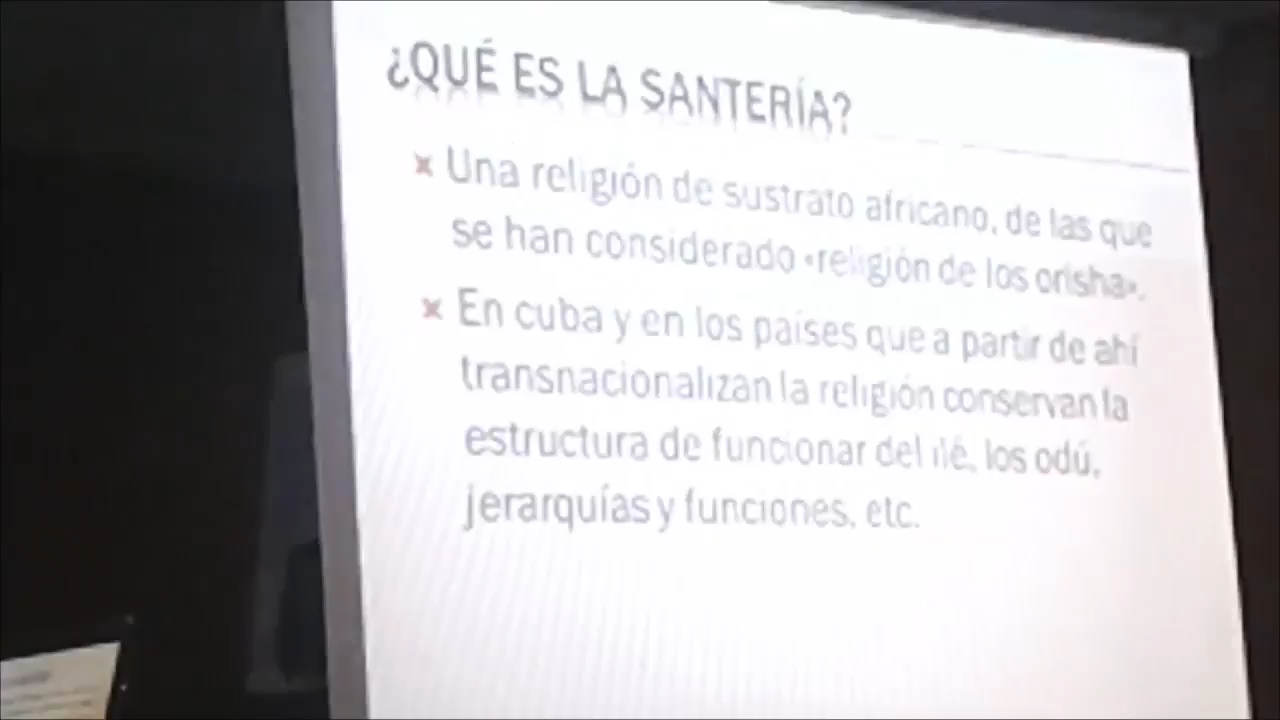 ¿QUÉ ES LA SANTERÍA?
× Una religión de sustrato africano, de las que
se han considerado «religión de los orisha».
× En cuba y en los países que a partir de ahí
transnacionalizan la religión conservan la
estructura de funcionar del ilé, los odú,
jerarquías y funciones, etc.